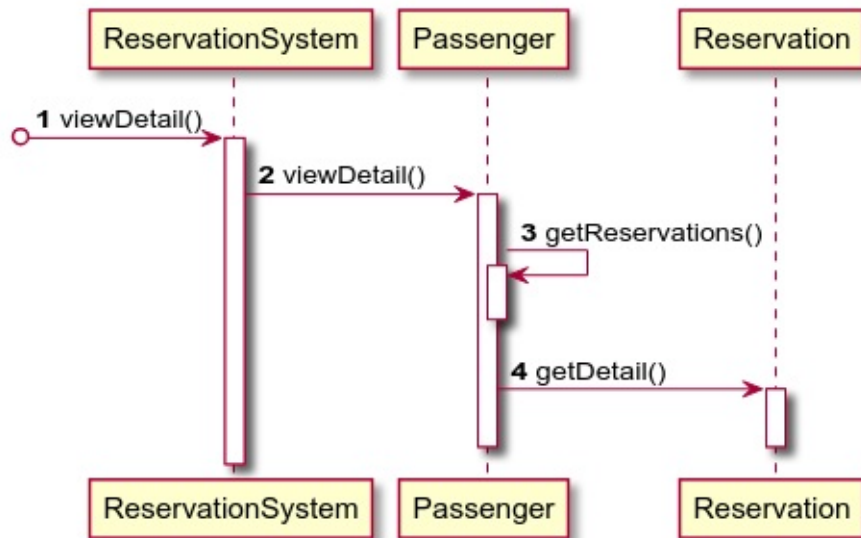 ReservationSystem
Passenger
Reservation
1 viewDetail()
2 viewDetail()
3 getReservations()
4 getDetail()
ReservationSystem
Passenger
Reservation